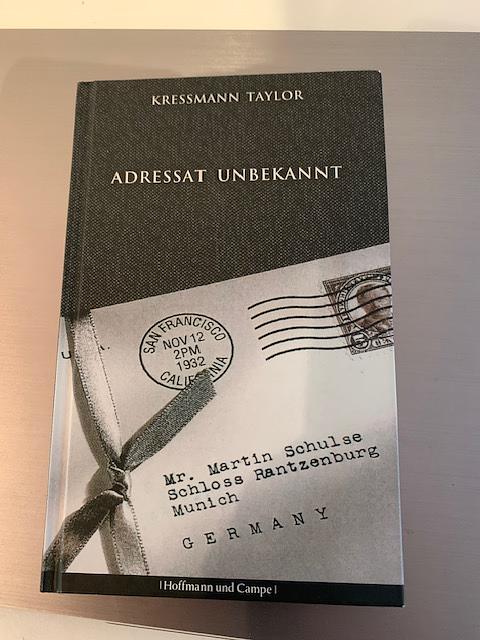 KRESSMANN TAYLOR
ADRESSAT UNBEKANNT
SAN FRANCISCO
NOV 12
2PM
1932
CALIFORNIA
Mr. Martin Schulse
Schloss Rantzenburg
Munich
GERMANY
|Hoffmann und Campe|